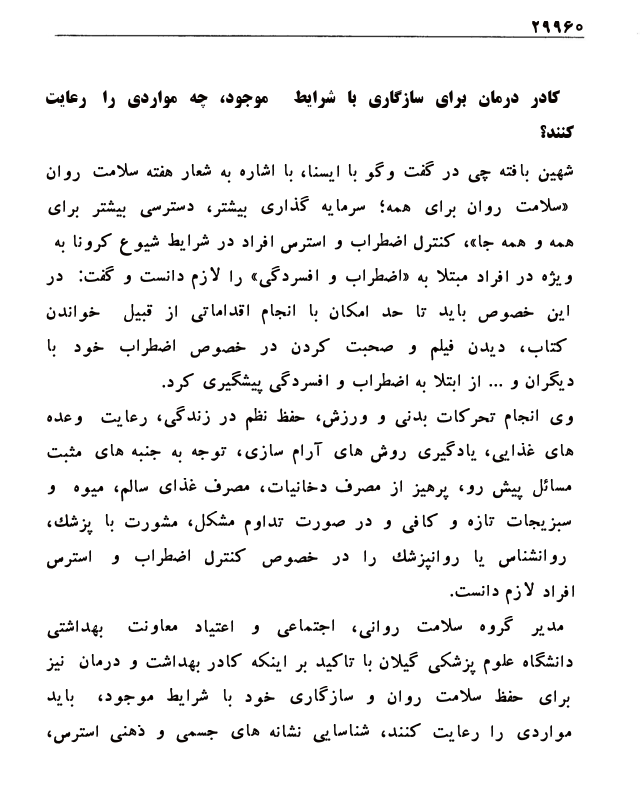 ۲۹۹۶۰
کادر درمان برای سازگاری با شرایط موجود، چه مواردی را رعایت
کنند؟
شهین بافته چی در گفت وگو با ایسنا، با اشاره به شعار هفته سلامت روان
«سلامت روان برای همه؛ سرمایه گذاری بیشتر، دسترسی بیشتر برای
همه و همه جا»، کنترل اضطراب و استرس افراد در شرایط شیوع کرونا به
ویژه در افراد مبتلا به «اضطراب و افسردگی» را لازم دانست و گفت: در
این خصوص باید تا حد امکان با انجام اقداماتی از قبیل خواندن
کتاب، دیدن فیلم و صحبت کردن در خصوص اضطراب خود با
دیگران و ... از ابتلا به اضطراب و افسردگی پیشگیری کرد.
وی انجام تحرکات بدنی و ورزش، حفظ نظم در زندگی، رعایت وعده
های غذایی، یادگیری روش های آرام سازی، توجه به جنبه های مثبت
مسائل پیش رو، پرهیز از مصرف دخانیات، مصرف غذای سالم، میوه و
سبزیجات تازه و کافی و در صورت تداوم مشکل، مشورت با پزشك،
روانشناس یا روانپزشك را در خصوص کنترل اضطراب و استرس
افراد لازم دانست.
مدیر گروه سلامت روانی، اجتماعی و اعتیاد معاونت بهداشتی
دانشگاه علوم پزشکی گیلان با تاکید بر اینکه کادر بهداشت و درمان نیز
برای حفظ سلامت روان و سازگاری خود با شرایط موجود، باید
مواردی را رعایت کنند، شناسایی نشانه های جسمی و ذهنی استرس،